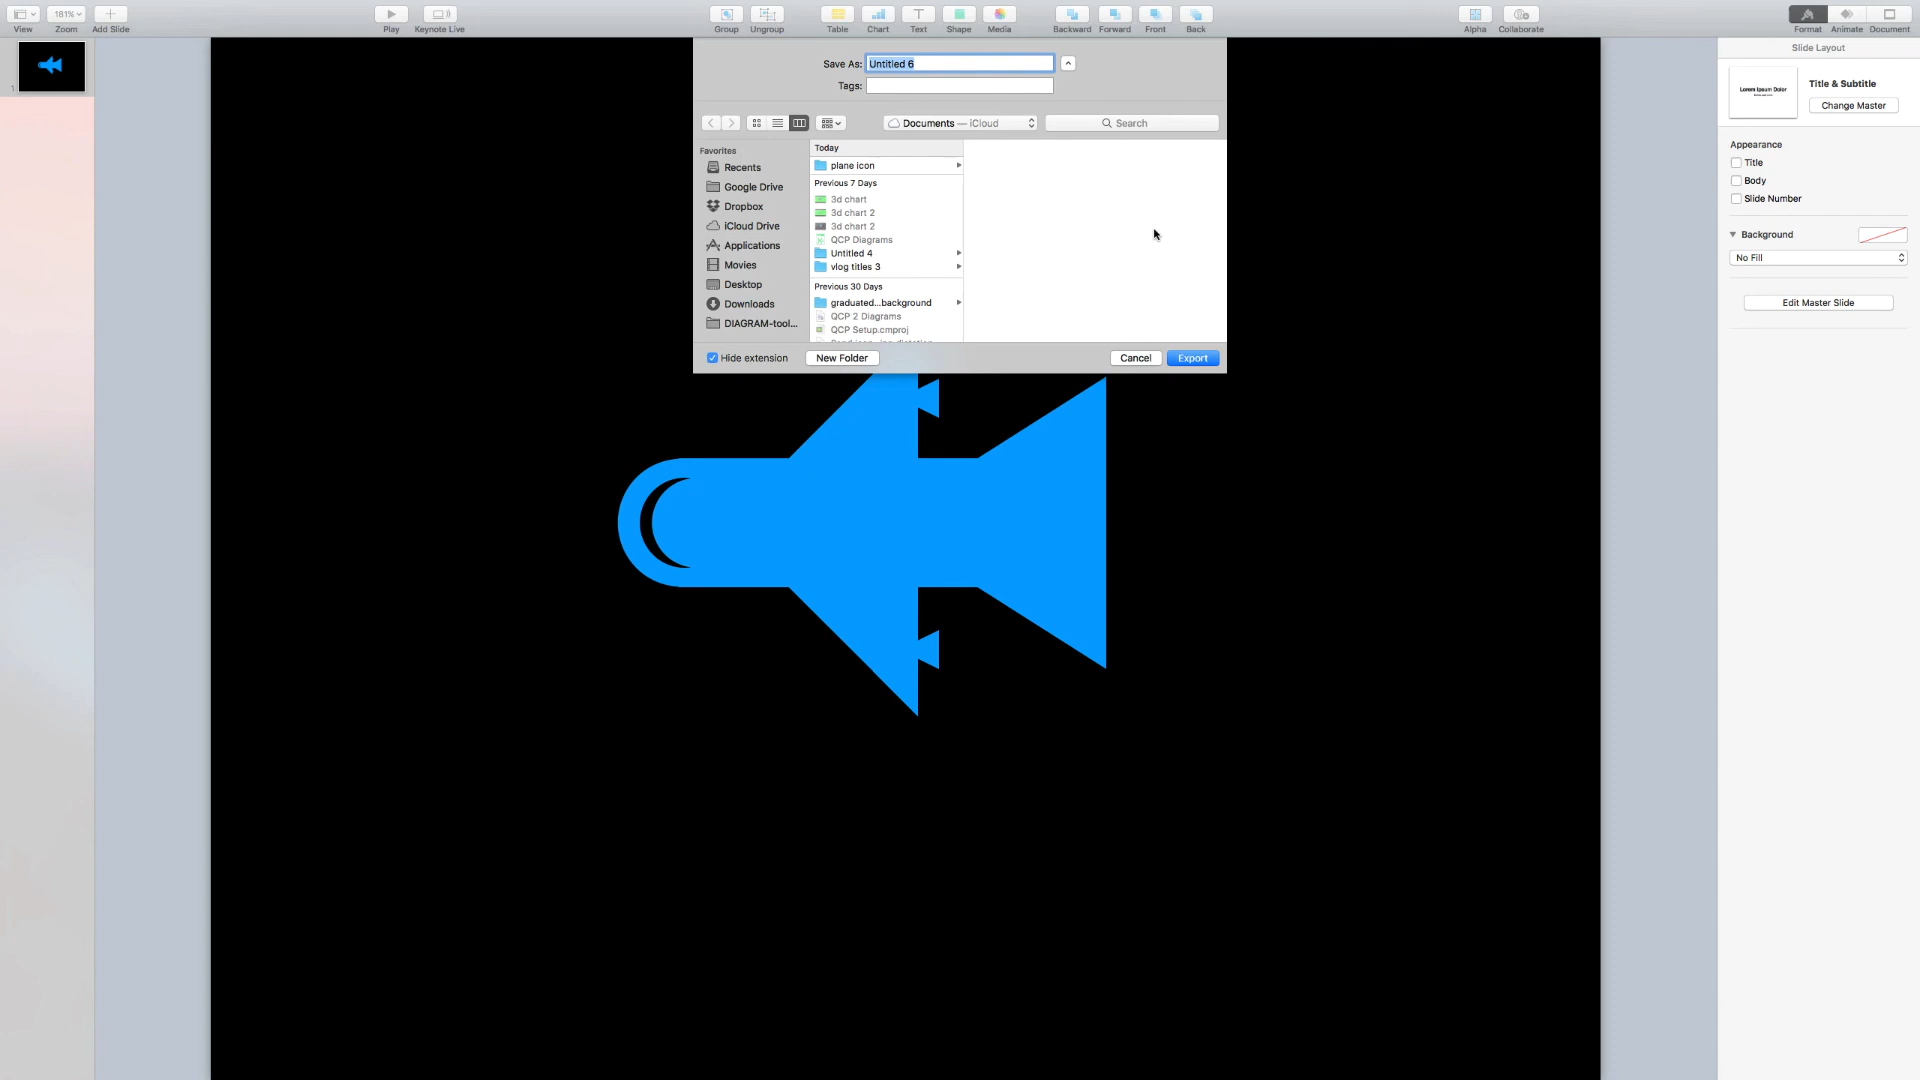 View
181%
Zoom
Add Slide
Play
Keynote Live
Group
Ungroup
Table
Chart
Text
Shape
Media
Backward
Forward
Front
Back
Alpha
Collaborate
Format
Animate
Document
1
Save As: Untitled 6
Tags:
Documents — iCloud
Search
Favorites
Recents
Google Drive
Dropbox
iCloud Drive
Applications
Movies
Desktop
Downloads
DIAGRAM-tool...
Today
plane icon
Previous 7 Days
3d chart
3d chart 2
3d chart 2
QCP Diagrams
Untitled 4
vlog titles 3
Previous 30 Days
graduated...background
QCP 2 Diagrams
QCP Setup.cmproj
Hide extension
New Folder
Cancel
Export
Slide Layout
Lorem Ipsum Dolor
Title & Subtitle
Change Master
Appearance
Title
Body
Slide Number
Background
No Fill
Edit Master Slide